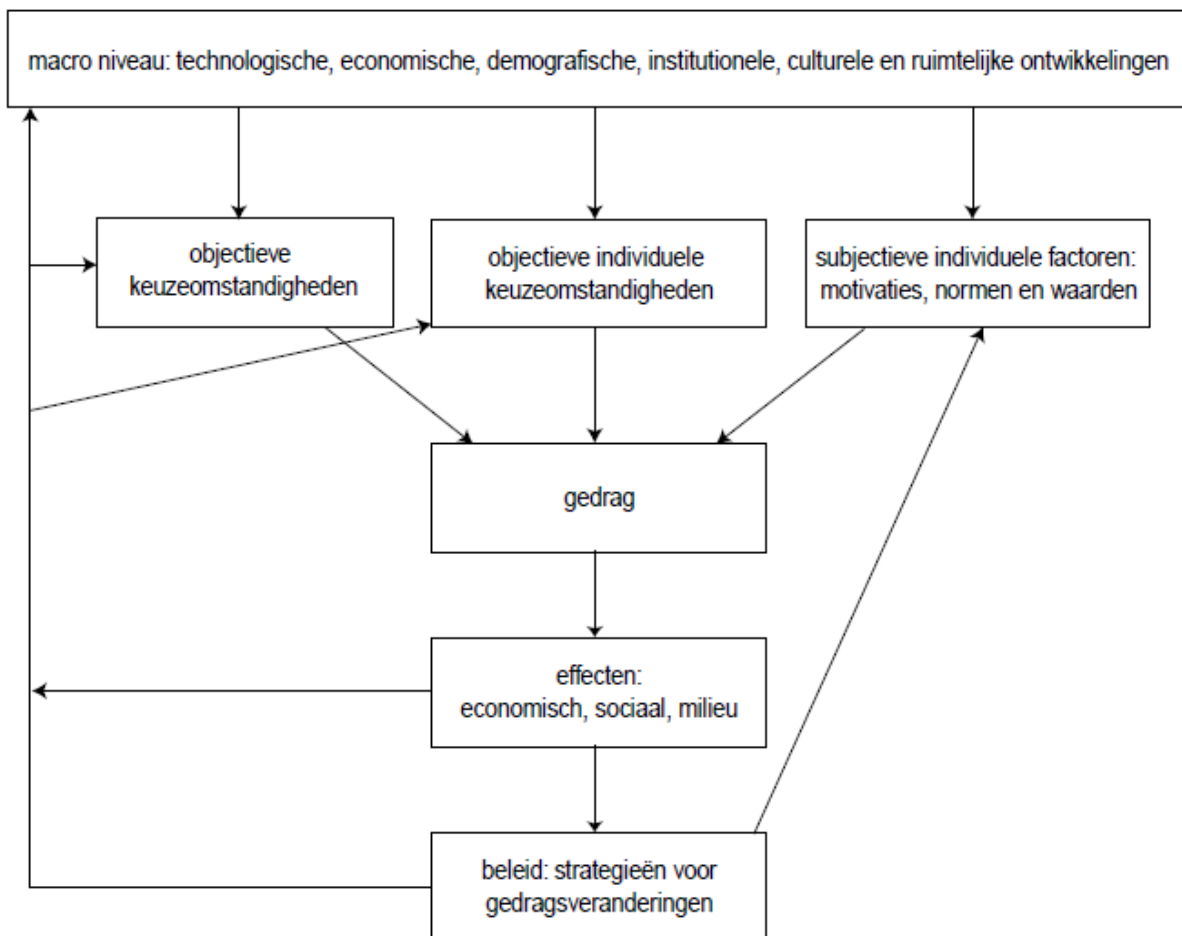 macro niveau: technologische, economische, demografische, institutionele, culturele en ruimtelijke ontwikkelingen
objectieve
keuzeomstandigheden
objectieve individuele
keuzeomstandigheden
subjectieve individuele factoren:
motivaties, normen en waarden
gedrag
effecten:
economisch, sociaal, milieu
beleid: strategieën voor
gedragsveranderingen